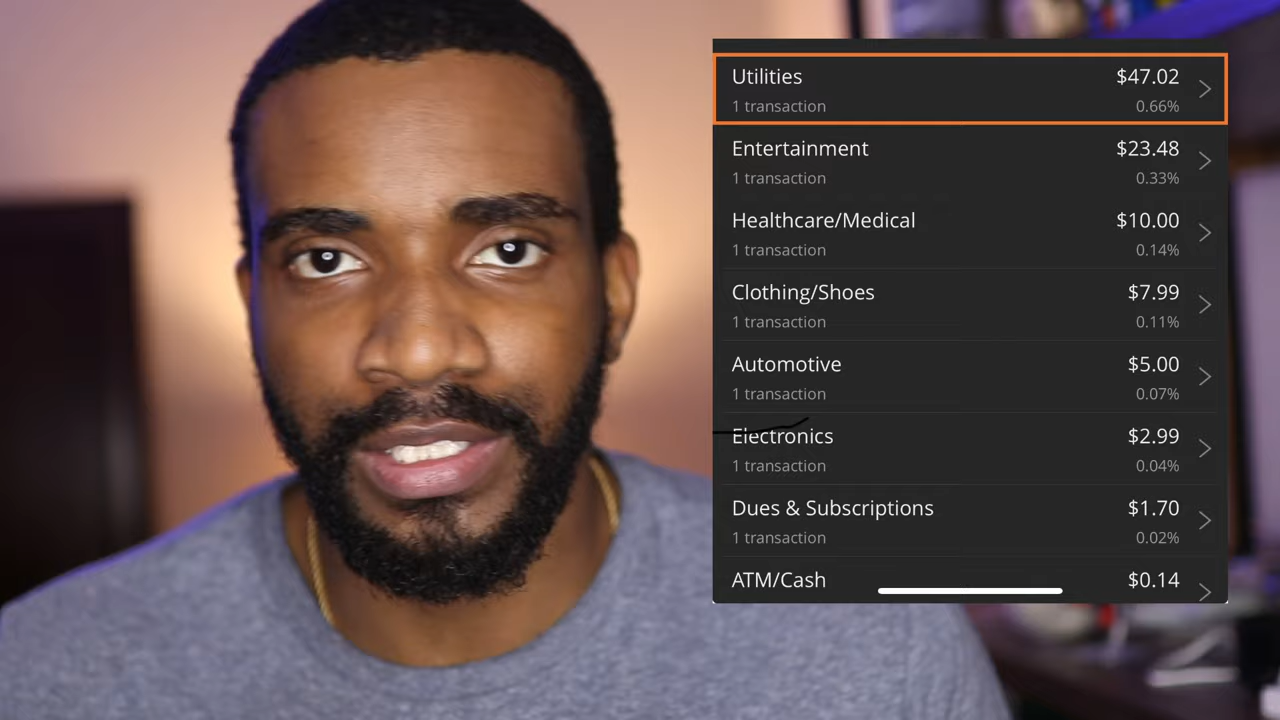 Utilities $47.02
1 transaction 0.66%
Entertainment $23.48
1 transaction 0.33%
Healthcare/Medical $10.00
1 transaction 0.14%
Clothing/Shoes $7.99
1 transaction 0.11%
Automotive $5.00
1 transaction 0.07%
Electronics $2.99
1 transaction 0.04%
Dues & Subscriptions $1.70
1 transaction 0.02%
ATM/Cash $0.14